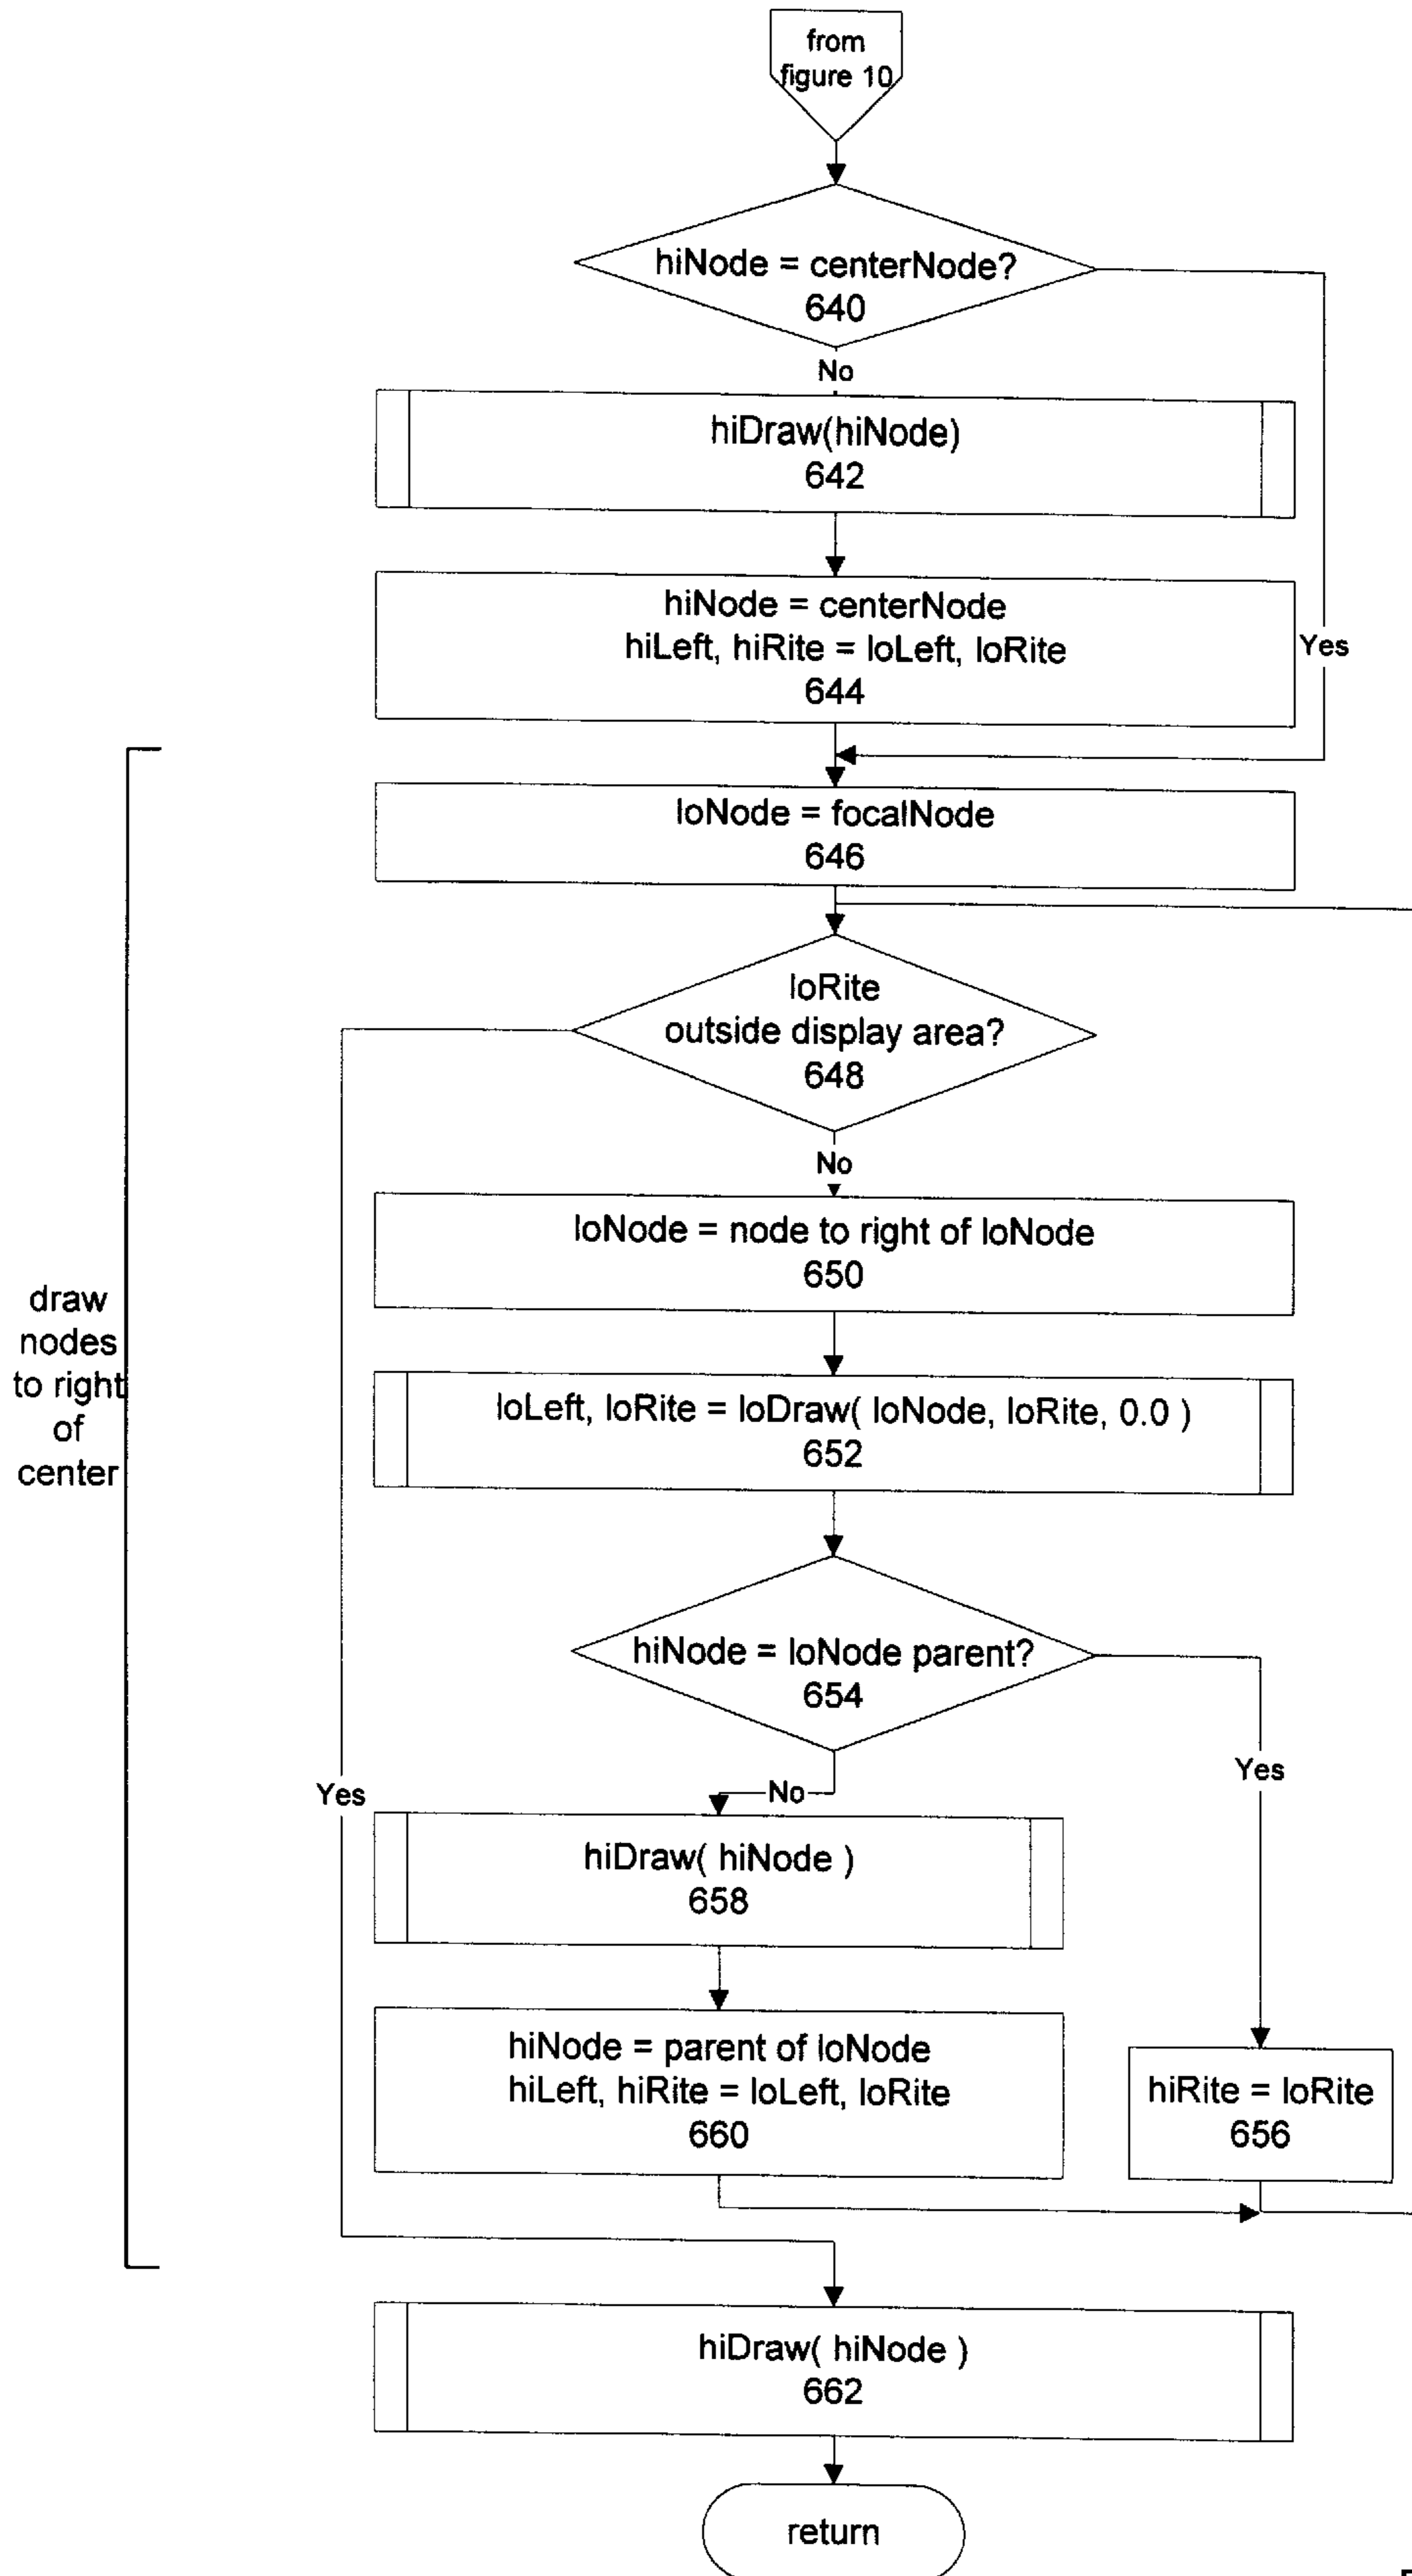 from
figure 10
hiNode = centerNode?
640
No
hiDraw(hiNode)
642
hiNode = centerNode
hiLeft, hiRite = loLeft, loRite
644
Yes
loNode = focalNode
646
loRite
outside display area?
648
No
loNode = node to right of loNode
650
draw
nodes
to right
of
center
loLeft, loRite = loDraw( loNode, loRite, 0.0 )
652
hiNode = loNode parent?
654
Yes
No
Yes
hiDraw( hiNode )
658
hiNode = parent of loNode
hiLeft, hiRite = loLeft, loRite
660
hiRite = loRite
656
hiDraw( hiNode )
662
return